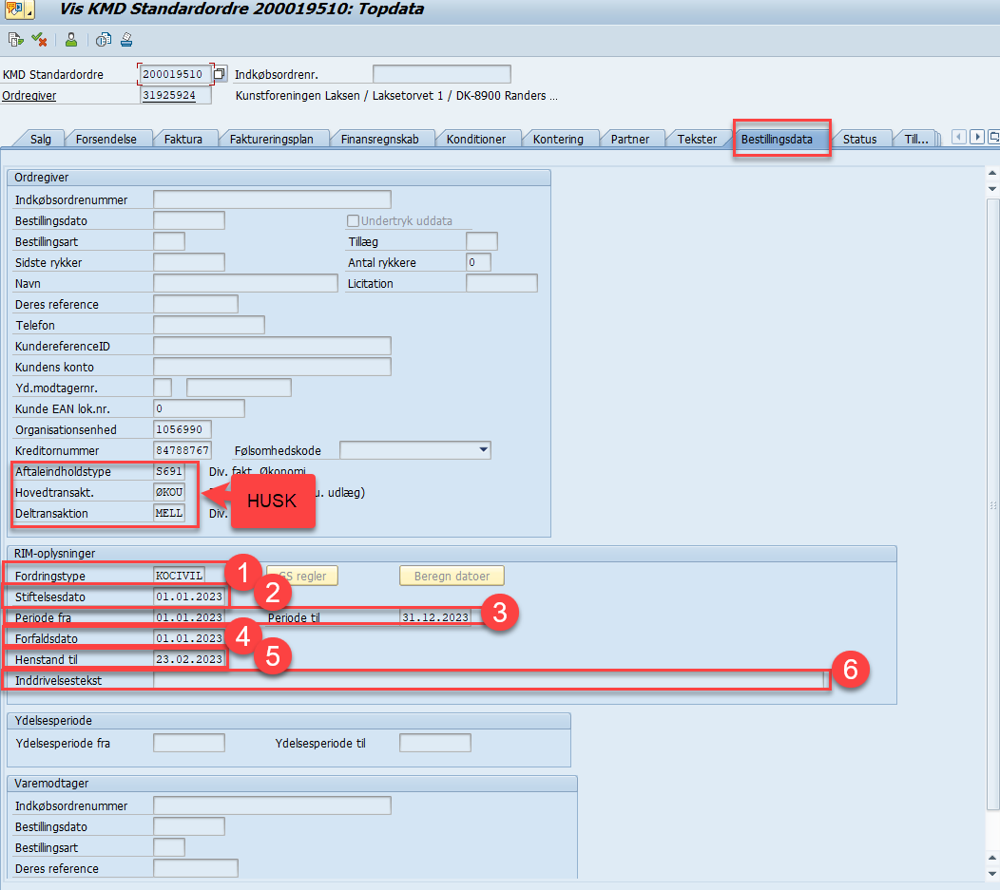 Vis KMD Standardordre 200019510: Topdata
KMD Standardordre 200019510 Indkøbsordrenr.
Ordregiver 31925924 Kunstforeningen Laksen / Laksetorvet 1 / DK-8900 Randers ...
Salg Forsendelse Faktura Faktureringsplan Finansregnskab Konditioner Kontering Partner Tekster Bestillingsdata Status Till...
Ordregiver
Indkøbsordrenummer
Bestillingsdato Undertryk uddata
Bestillingsart Tillæg
Sidste rykker Antal rykkere 0
Navn Licitation
Deres reference
Telefon
KundereferenceID
Kundens konto
Yd.modtagernr.
Kunde EAN lok.nr. 0
Organisationsenhed 1056990
Kreditornummer 84788767 Følsomhedskode
Aftaleindholdstype S691 Div. fakt. Økonomi
Hovedtransakt. ØKOU u. udlæg)
Deltransaktion MELL Div.
HUSK
RIM-oplysninger
Fordringstype KOCIVIL 1 GS regler Beregn datoer
Stiftelsesdato 01.01.2023 2
Periode fra 01.01.2023 Periode til 31.12.2023 3
Forfaldsdato 01.01.2023 4
Henstand til 23.02.2023 5
Inddrivelsestekst 6
Ydelsesperiode
Ydelsesperiode fra Ydelsesperiode til
Varemodtager
Indkøbsordrenummer
Bestillingsdato
Bestillingsart
Deres reference